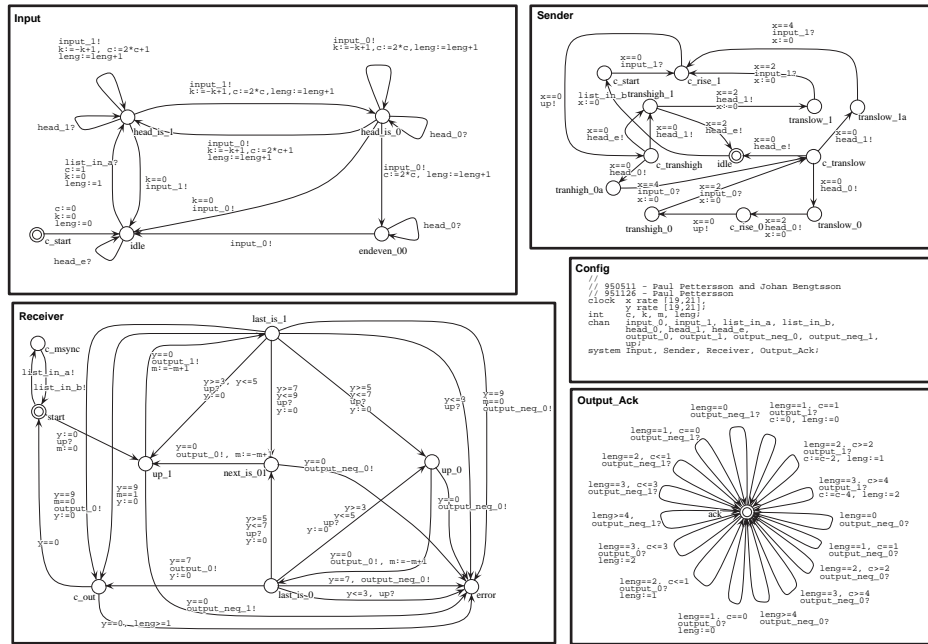 Input
input_1!
k:=-k+1, c:=2*c+1
leng:=leng+1
input_0!
k:=-k+1,c:=2*c,leng:=leng+1
input_1!
k:=-k+1,c:=2*c,leng:=leng+1
head_1?
head_is_1
head_is_0
head_0?
input_0!
k:=-k+1, c:=2*c+1
leng:=leng+1
list_in_a?
c:=1
k:=0
leng:=1
k==0
input_1!
input_0!
c:=2*c, leng:=leng+1
k==0
input_0!
c:=0
k:=0
leng:=0
c_start
idle
head_e?
input_0!
head_0?
endeven_00
Sender
x==4
input_1?
x:=0
x==0
input_1?
c_start
c_rise_1
x==2
input_1?
x:=0
x==0
up!
list_in_b
x:=0
transhigh_1
x==2
head_1!
x:=0
translow_1
translow_1a
x==0
head_e!
x==0
head_1!
x==2
head_e!
x==0
head_e!
x==0
head_1!
c_transhigh
idle
c_translow
x==0
head_0!
tranhigh_0a
x==4
input_0?
x:=0
x==2
input_0?
x:=0
x==0
head_0!
transhigh_0
x==0
up!
c_rise_0
x==2
head_0!
x:=0
translow_0
Config
//
// 950511 - Paul Pettersson and Johan Bengtsson
// 951126 - Paul Pettersson
clock x rate [19,21],
y rate [19,21];
int c, k, m, leng;
chan input_0, input_1, list_in_a, list_in_b,
head_0, head_1, head_e,
output_0, output_1, output_neq_0, output_neq_1,
up;
system Input, Sender, Receiver, Output_Ack;
Receiver
last_is_1
c_msync
list_in_a!
list_in_b!
start
y==0
output_1!
m:=-m+1
y>=3, y<=5
up?
y:=0
y>=7
y<=9
up?
y:=0
y>=5
y<=7
up?
y:=0
y<=3
up?
y==9
m==0
output_neq_0!
y:=0
up?
m:=0
up_1
y==0
output_0!, m:=-m+1
next_is_01
y==0
output_neq_0!
up_0
y==9
m==0
output_0!
y:=0
y==9
m==1
y:=0
y>=5
y<=7
up?
y:=0
y>=3
y<=5
up?
y:=0
y==0
output_neq_0!
y==0
y==7
output_0!
y:=0
y==0
output_0!, m:=-m+1
y==7, output_neq_0!
c_out
last_is_0
y<=3, up?
error
y==0
output_neq_1!
y==0, leng>=1
Output_Ack
leng==0
output_neq_1?
leng==1, c==1
output_1?
c:=0, leng:=0
leng==1, c==0
output_neq_1?
leng==2, c>=2
output_1?
c:=c-2, leng:=1
leng==2, c<=1
output_neq_1?
leng==3, c>=4
output_1?
c:=c-4, leng:=2
leng==3, c<=3
output_neq_1?
ack
leng>=4,
output_neq_1?
leng==0
output_neq_0?
leng==3, c<=3
output_0?
leng:=2
leng==1, c==1
output_neq_0?
leng==2, c>=2
output_neq_0?
leng==2, c<=1
output_0?
leng:=1
leng==3, c>=4
output_neq_0?
leng==1, c==0
output_0?
leng:=0
leng>=4
output_neq_0?